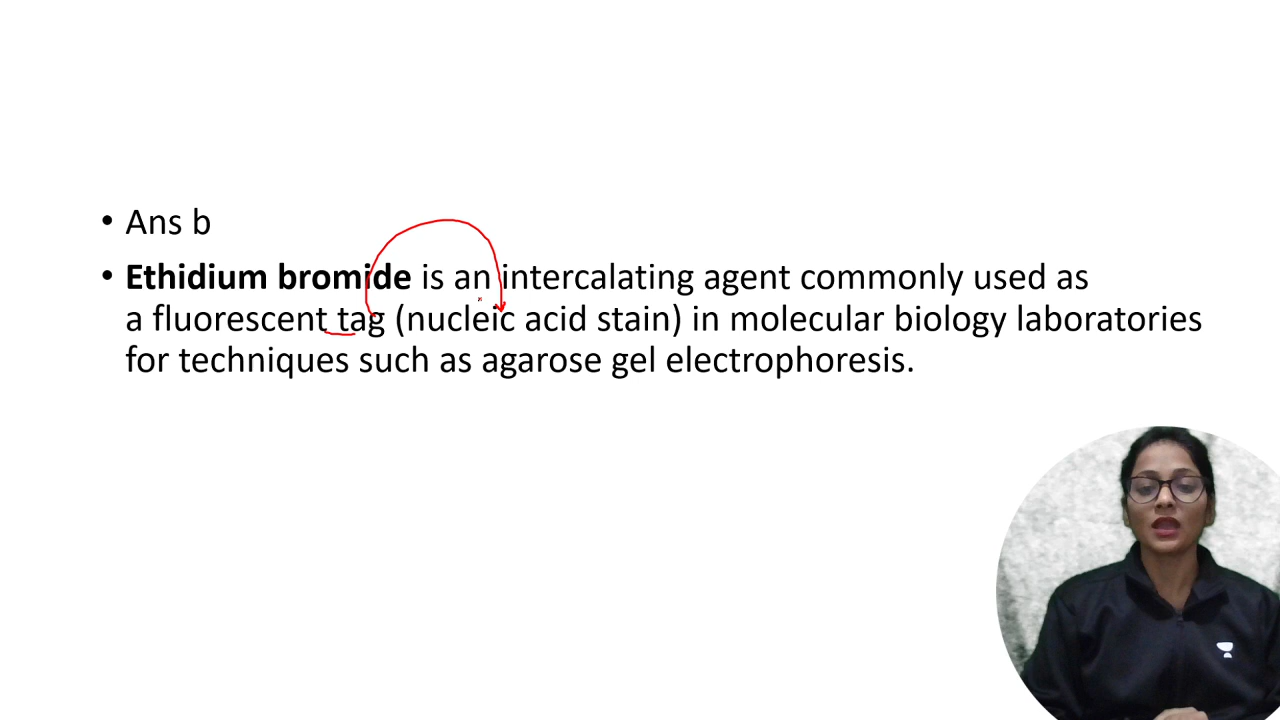 • Ans b
• Ethidium bromide is an intercalating agent commonly used as
a fluorescent tag (nucleic acid stain) in molecular biology laboratories
for techniques such as agarose gel electrophoresis.